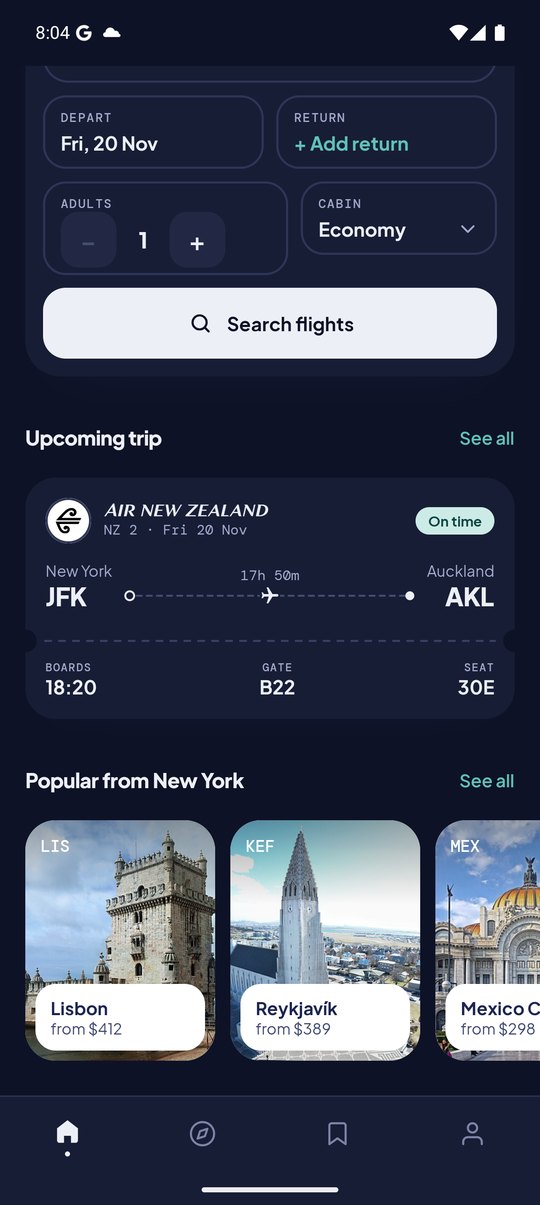 8:04
DEPART
Fri, 20 Nov
RETURN
+ Add return
ADULTS
− 1 +
CABIN
Economy
Search flights
Upcoming trip
See all
AIR NEW ZEALAND
NZ 2 · Fri 20 Nov
On time
New York
JFK
17h 50m
Auckland
AKL
BOARDS
18:20
GATE
B22
SEAT
30E
Popular from New York
See all
LIS
Lisbon
from $412
KEF
Reykjavík
from $389
MEX
Mexico C
from $298